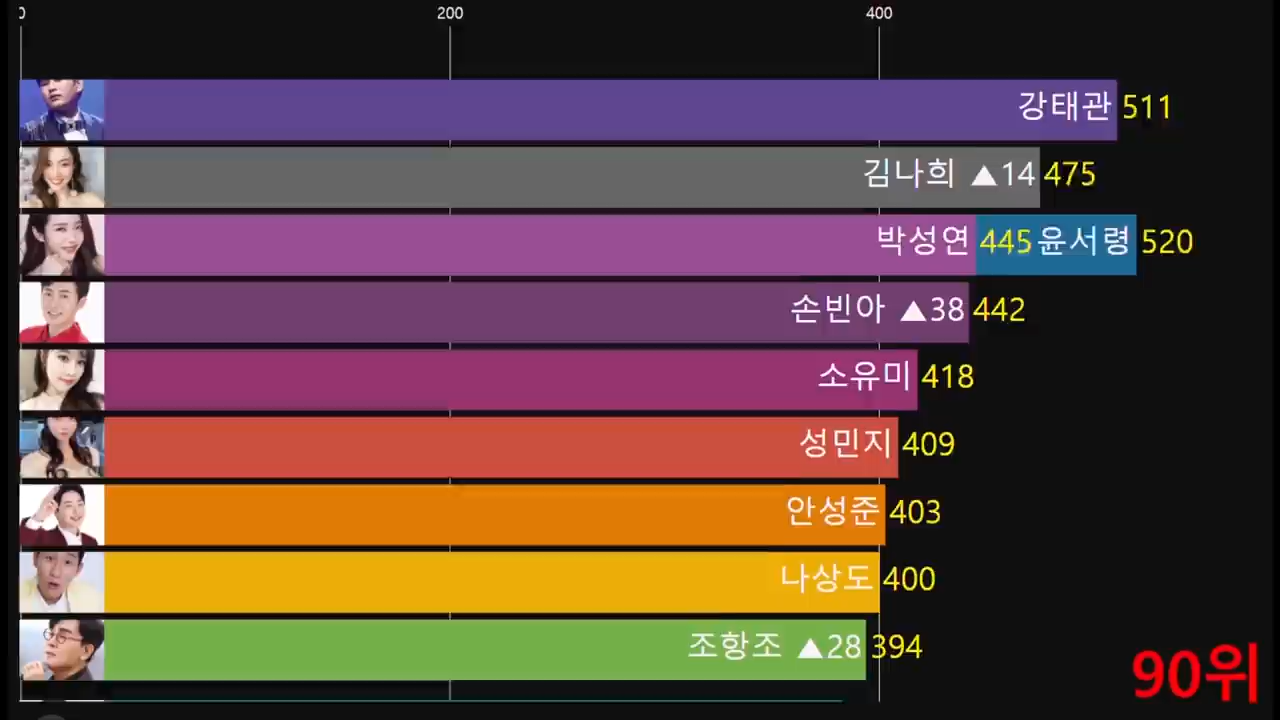 0 200 400
강태관 511
김나희 ▲14 475
박성연 445 윤서령 520
손빈아 ▲38 442
소유미 418
성민지 409
안성준 403
나상도 400
조항조 ▲28 394
90위